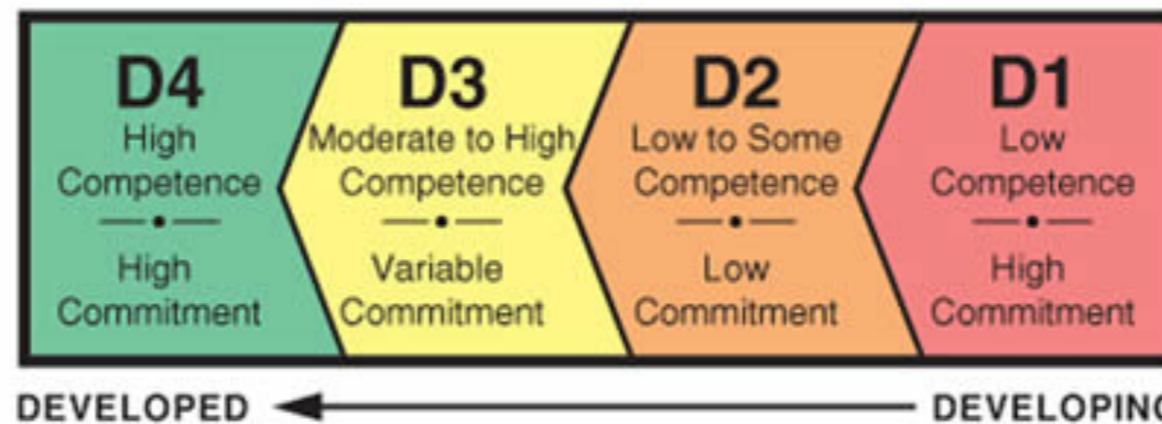 D4
High
Competence
High
Commitment
D3
Moderate to High
Competence
Variable
Commitment
D2
Low to Some
Competence
Low
Commitment
D1
Low
Competence
High
Commitment
DEVELOPED
DEVELOPING